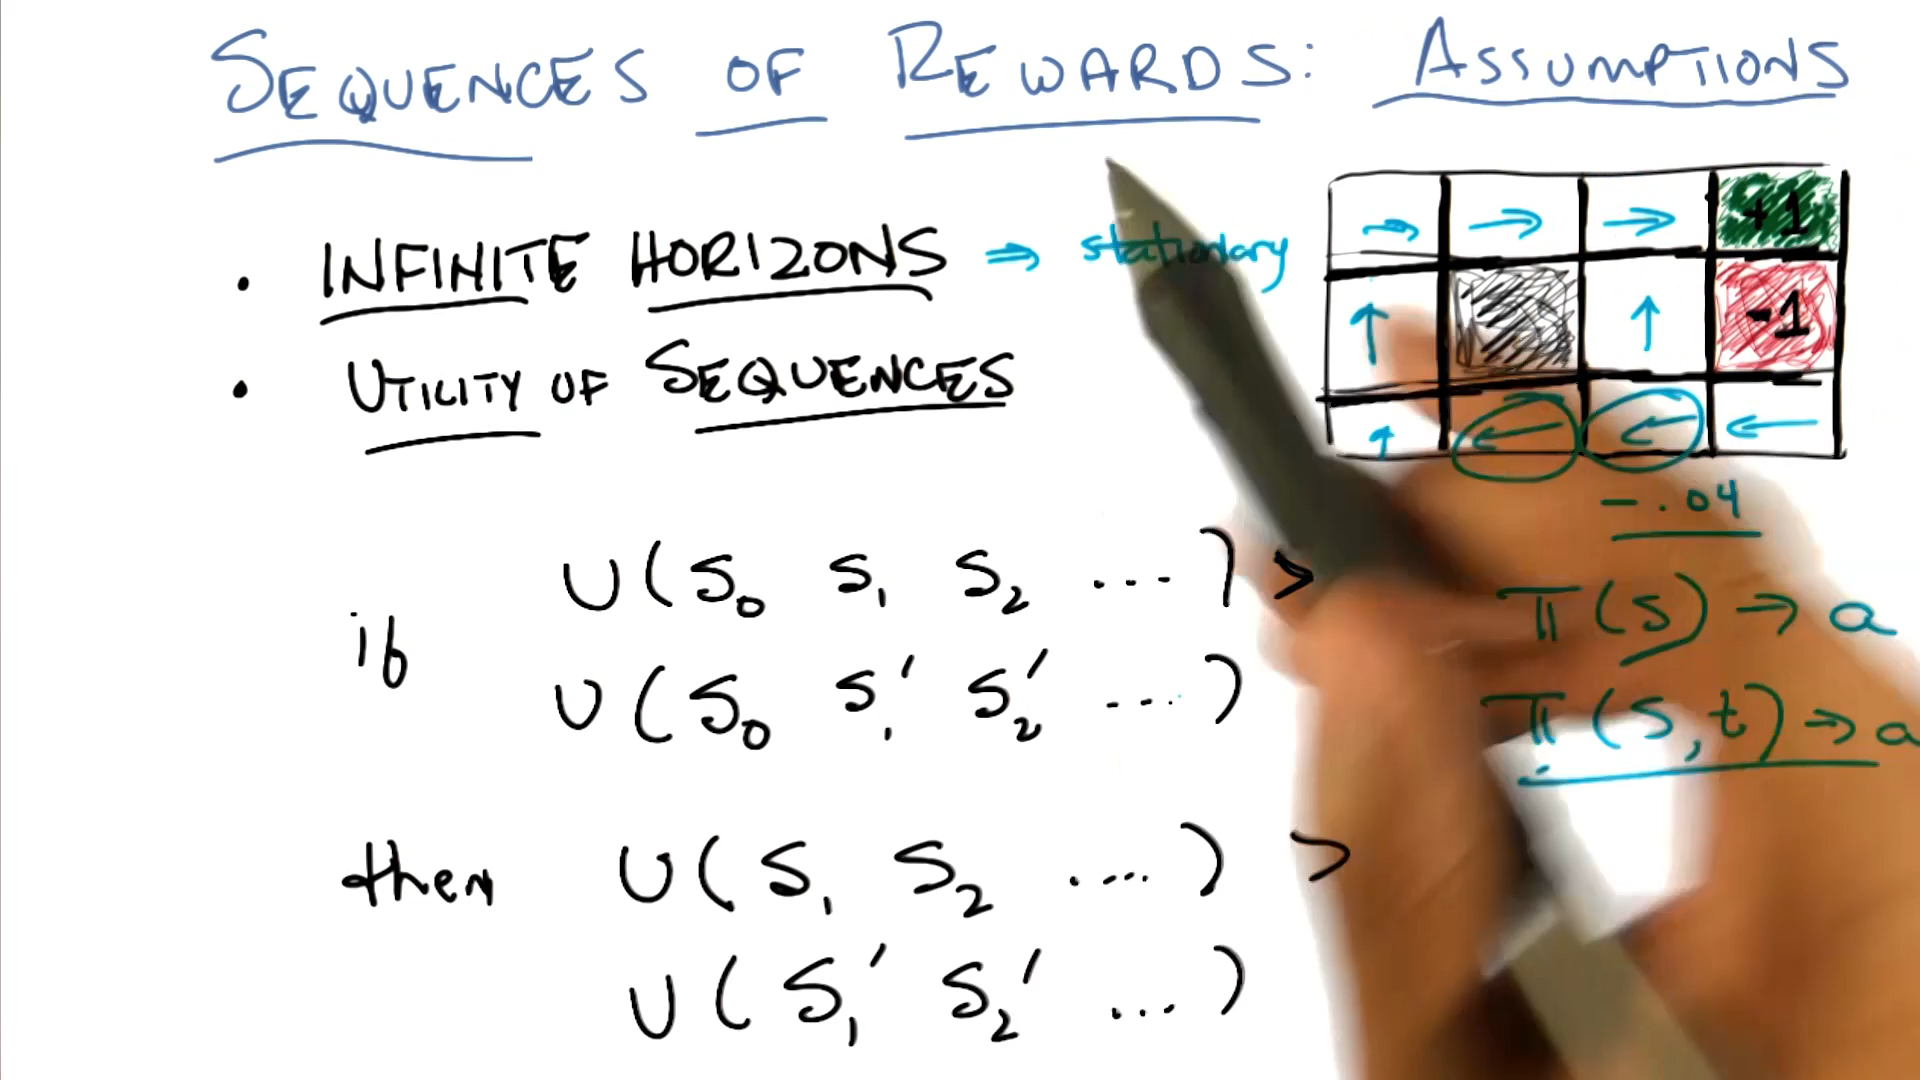 SEQUENCES OF REWARDS: ASSUMPTIONS
• INFINITE HORIZONS ⇒ stationary
• UTILITY OF SEQUENCES
+1
-1
-.04
if U(S₀ S₁ S₂ ...) >
U(S₀ S₁' S₂' ...)
π(s) → a
π(s,t) → a
then U(S₁ S₂ ....) >
U(S₁' S₂' ...)